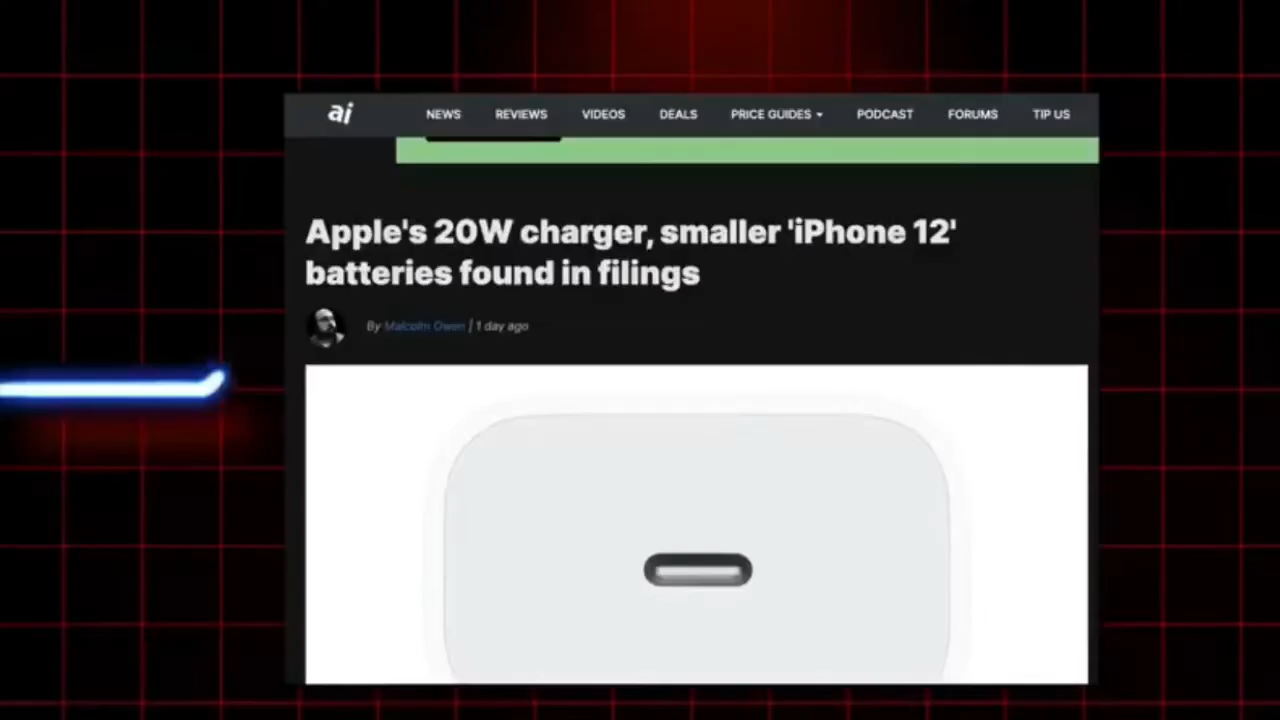 ai NEWS REVIEWS VIDEOS DEALS PRICE GUIDES PODCAST FORUMS TIP US
Apple's 20W charger, smaller 'iPhone 12'
batteries found in filings
By Malcolm Owen | 1 day ago